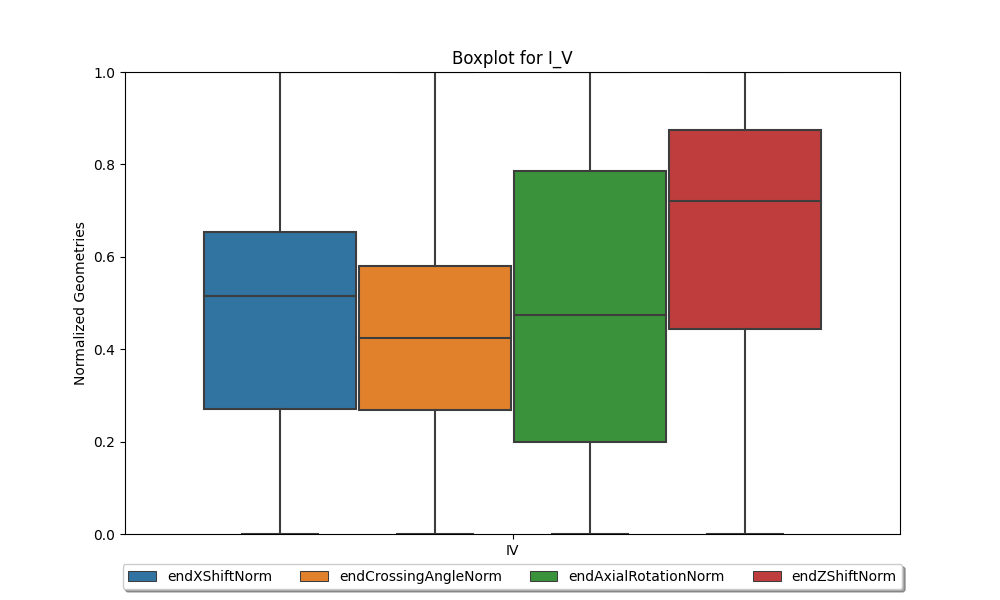 Boxplot for I_V
Normalized Geometries
1.0
0.8
0.6
0.4
0.2
0.0
IV
endXShiftNorm endCrossingAngleNorm endAxialRotationNorm endZShiftNorm